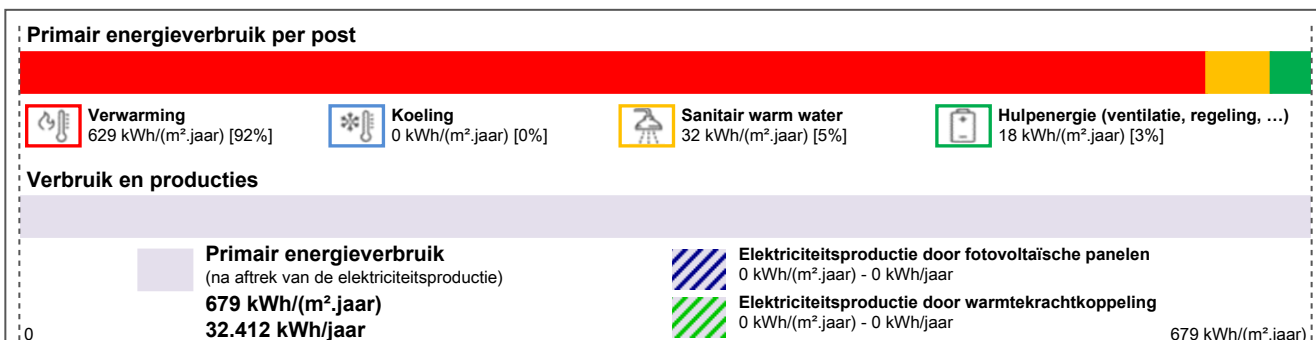 Primair energieverbruik per post
Verwarming
629 kWh/(m².jaar) [92%]
Koeling
0 kWh/(m².jaar) [0%]
Sanitair warm water
32 kWh/(m².jaar) [5%]
Hulpenergie (ventilatie, regeling, …)
18 kWh/(m².jaar) [3%]
Verbruik en producties
Primair energieverbruik
(na aftrek van de elektriciteitsproductie)
679 kWh/(m².jaar)
32.412 kWh/jaar
Elektriciteitsproductie door fotovoltaïsche panelen
0 kWh/(m².jaar) - 0 kWh/jaar
Elektriciteitsproductie door warmtekrachtkoppeling
0 kWh/(m².jaar) - 0 kWh/jaar
0
679 kWh/(m².jaar)